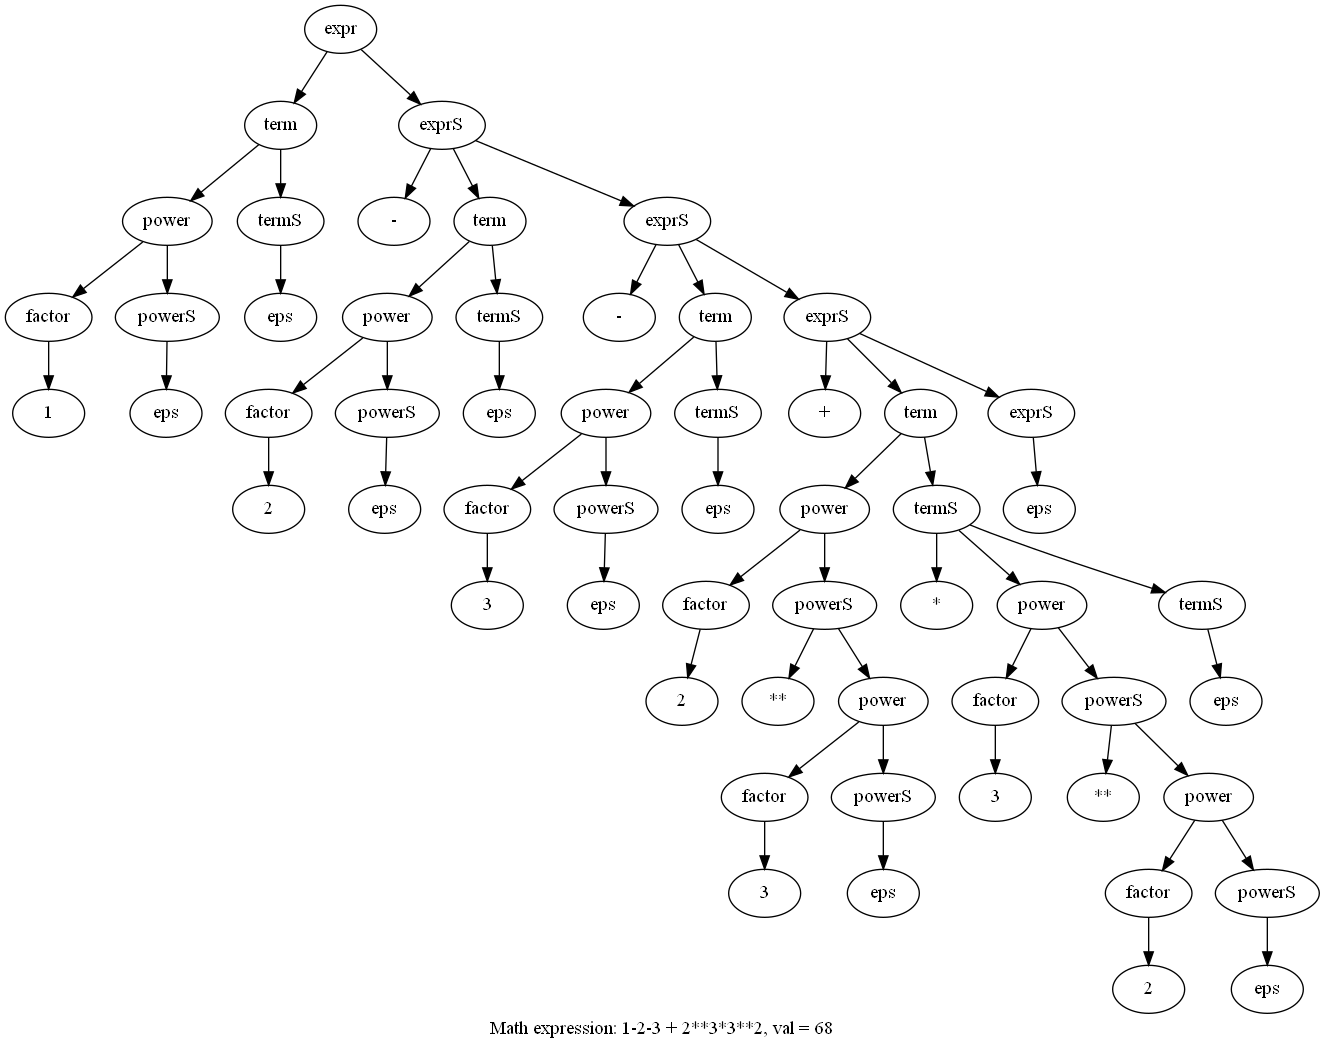 expr
term exprS
power termS - term exprS
factor powerS eps power termS - term exprS
1 eps factor powerS eps power termS + term exprS
2 eps factor powerS eps power termS eps
3 eps factor powerS * power termS
2 ** power factor powerS eps
factor powerS 3 ** power
3 eps factor powerS
2 eps
Math expression: 1-2-3 + 2**3*3**2, val = 68